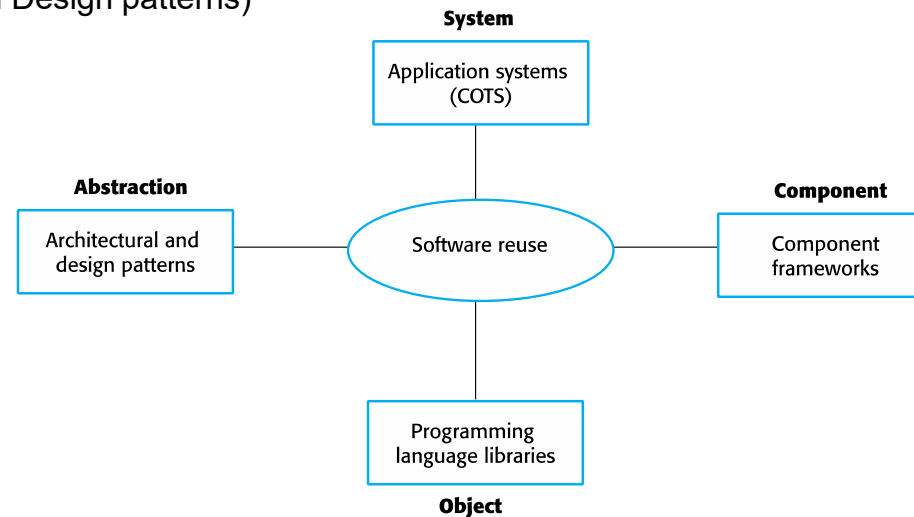 Design patterns)
System
Application systems
(COTS)
Abstraction
Architectural and
design patterns
Software reuse
Component
Component
frameworks
Programming
language libraries
Object